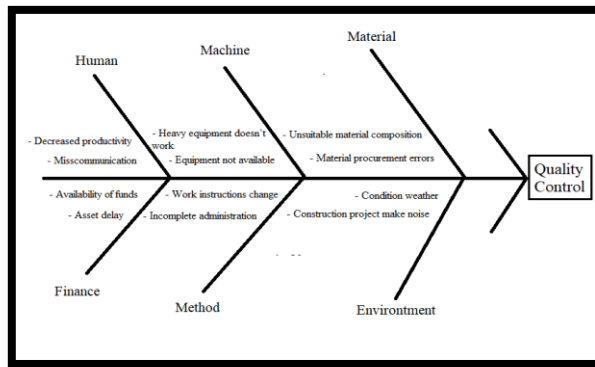 Human
Machine
Material
- Decreased productivity
- Miscommunication
- Heavy equipment doesn't
work
- Equipment not available
- Unsuitable material composition
- Material procurement errors
Quality
Control
- Availability of funds
- Asset delay
- Work instructions change
- Incomplete administration
- Condition weather
- Construction project make noise
Finance
Method
Environtment